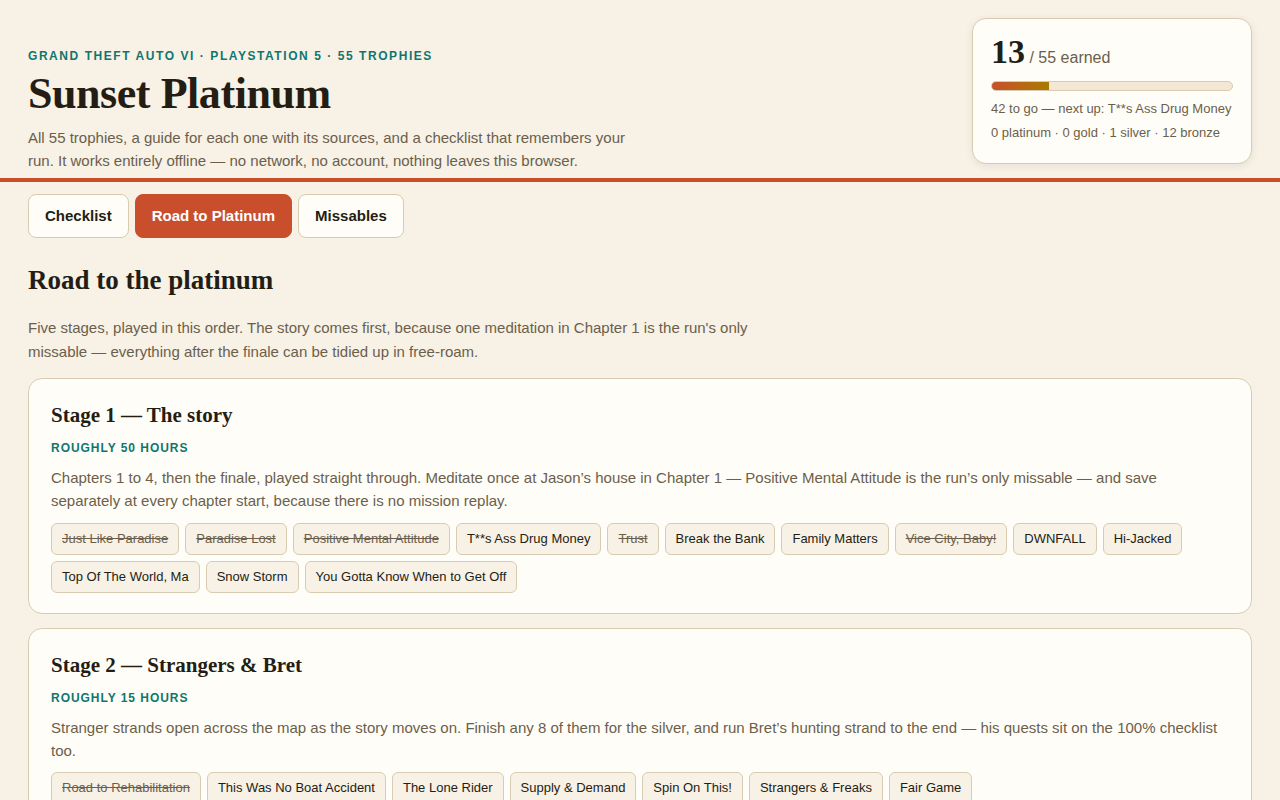 GRAND THEFT AUTO VI · PLAYSTATION 5 · 55 TROPHIES
Sunset Platinum
All 55 trophies, a guide for each one with its sources, and a checklist that remembers your
run. It works entirely offline — no network, no account, nothing leaves this browser.
13 / 55 earned
42 to go — next up: T**s Ass Drug Money
0 platinum · 0 gold · 1 silver · 12 bronze
Checklist
Road to Platinum
Missables
Road to the platinum
Five stages, played in this order. The story comes first, because one meditation in Chapter 1 is the run's only
missable — everything after the finale can be tidied up in free-roam.
Stage 1 — The story
ROUGHLY 50 HOURS
Chapters 1 to 4, then the finale, played straight through. Meditate once at Jason’s house in Chapter 1 — Positive Mental Attitude is the run’s only missable — and save
separately at every chapter start, because there is no mission replay.
Just Like Paradise
Paradise Lost
Positive Mental Attitude
T**s Ass Drug Money
Trust
Break the Bank
Family Matters
Vice City, Baby!
DWNFALL
Hi-Jacked
Top Of The World, Ma
Snow Storm
You Gotta Know When to Get Off
Stage 2 — Strangers & Bret
ROUGHLY 15 HOURS
Stranger strands open across the map as the story moves on. Finish any 8 of them for the silver, and run Bret’s hunting strand to the end — his quests sit on the 100% checklist
too.
Road to Rehabilitation
This Was No Boat Accident
The Lone Rider
Supply & Demand
Spin On This!
Strangers & Freaks
Fair Game